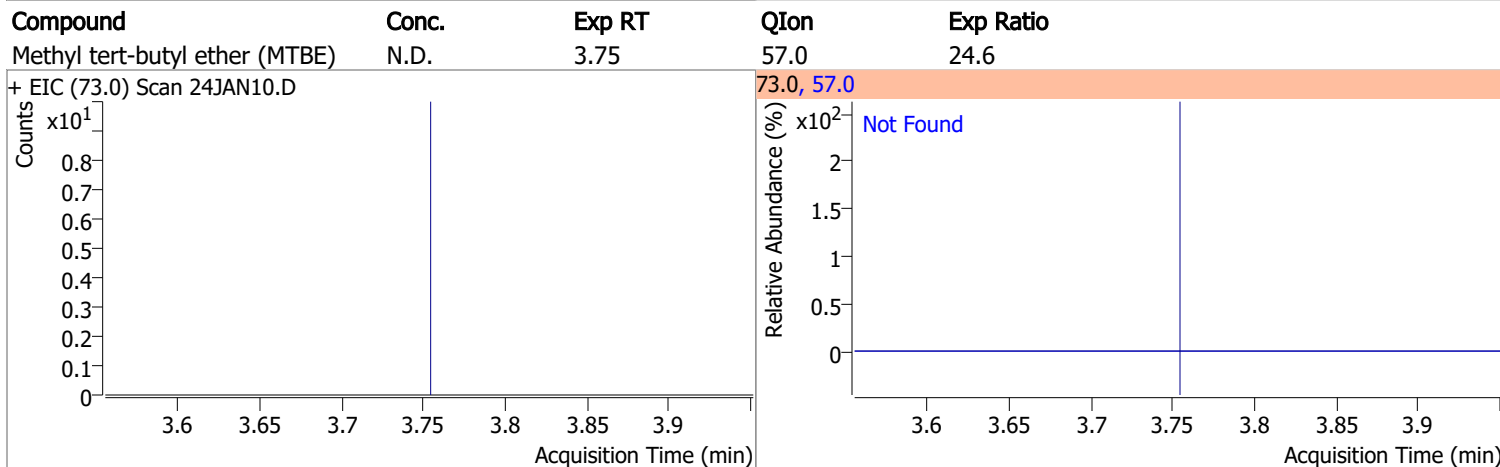 Compound Conc. Exp RT QIon Exp Ratio
Methyl tert-butyl ether (MTBE) N.D. 3.75 57.0 24.6
+ EIC (73.0) Scan 24JAN10.D
Counts
x10¹
0.8
0.7
0.6
0.5
0.4
0.3
0.2
0.1
0
3.6 3.65 3.7 3.75 3.8 3.85 3.9
Acquisition Time (min)
73.0, 57.0
Relative Abundance (%)
x10²
Not Found
2
1.5
1
0.5
0
3.6 3.65 3.7 3.75 3.8 3.85 3.9
Acquisition Time (min)